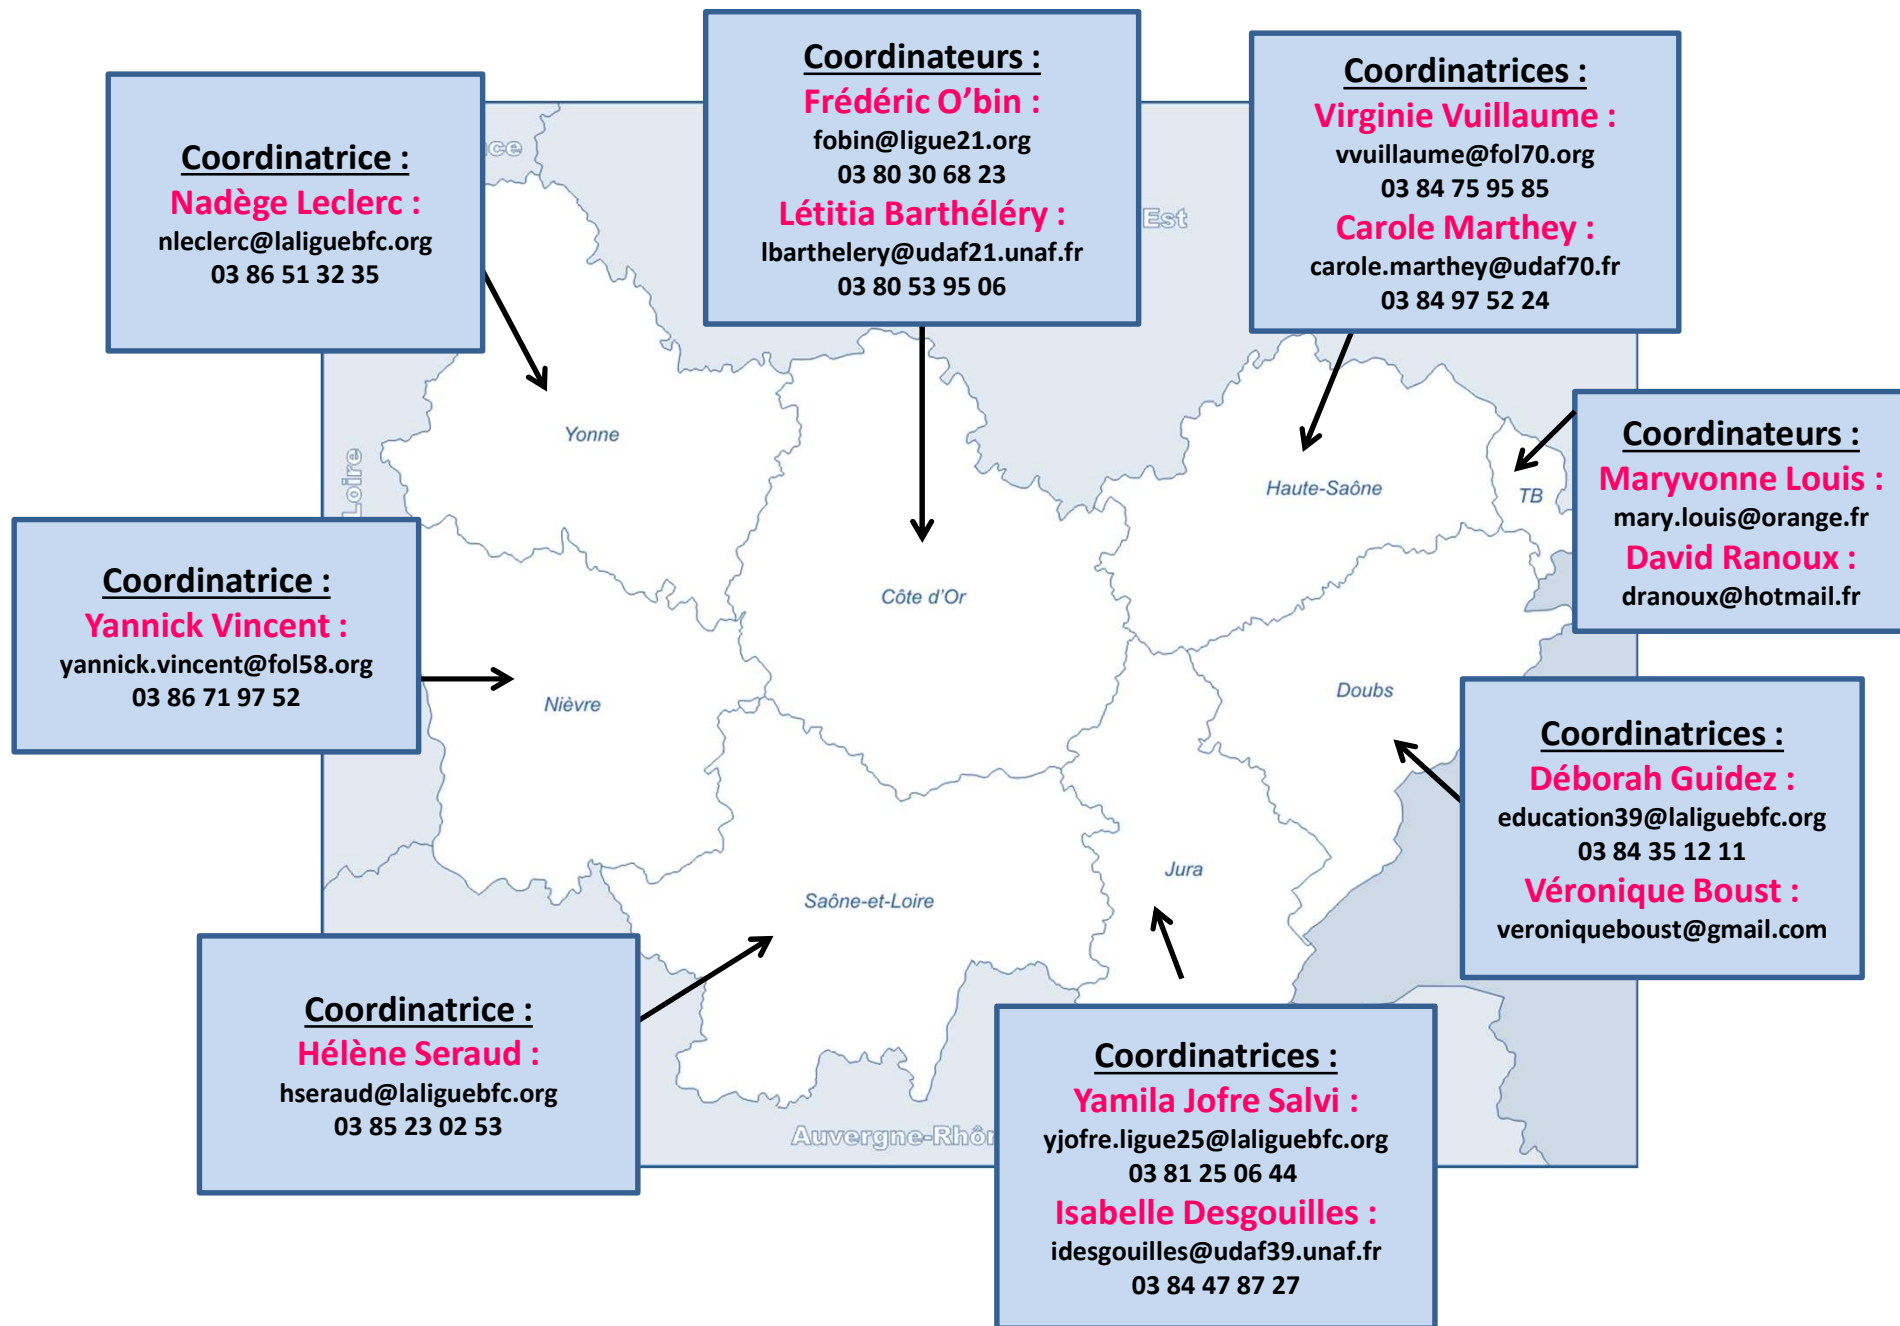 Coordinatrice :
Nadège Leclerc :
nleclerc@laliguebfc.org
03 86 51 32 35
Coordinateurs :
Frédéric O’bin :
fobin@ligue21.org
03 80 30 68 23
Létitia Barthéléry :
lbarthelery@udaf21.unaf.fr
03 80 53 95 06
Coordinatrices :
Virginie Vuillaume :
vvuillaume@fol70.org
03 84 75 95 85
Carole Marthey :
carole.marthey@udaf70.fr
03 84 97 52 24
Est
Coordinateurs :
Maryvonne Louis :
mary.louis@orange.fr
David Ranoux :
dranoux@hotmail.fr
Yonne
Haute-Saône
TB
Loire
Côte d’Or
Coordinatrice :
Yannick Vincent :
yannick.vincent@fol58.org
03 86 71 97 52
Nièvre
Doubs
Coordinatrices :
Déborah Guidez :
education39@laliguebfc.org
03 84 35 12 11
Véronique Boust :
veroniqueboust@gmail.com
Jura
Saône-et-Loire
Coordinatrice :
Hélène Seraud :
hseraud@laliguebfc.org
03 85 23 02 53
Auvergne-Rhôn
Coordinatrices :
Yamila Jofre Salvi :
yjofre.ligue25@laliguebfc.org
03 81 25 06 44
Isabelle Desgouilles :
idesgouilles@udaf39.unaf.fr
03 84 47 87 27